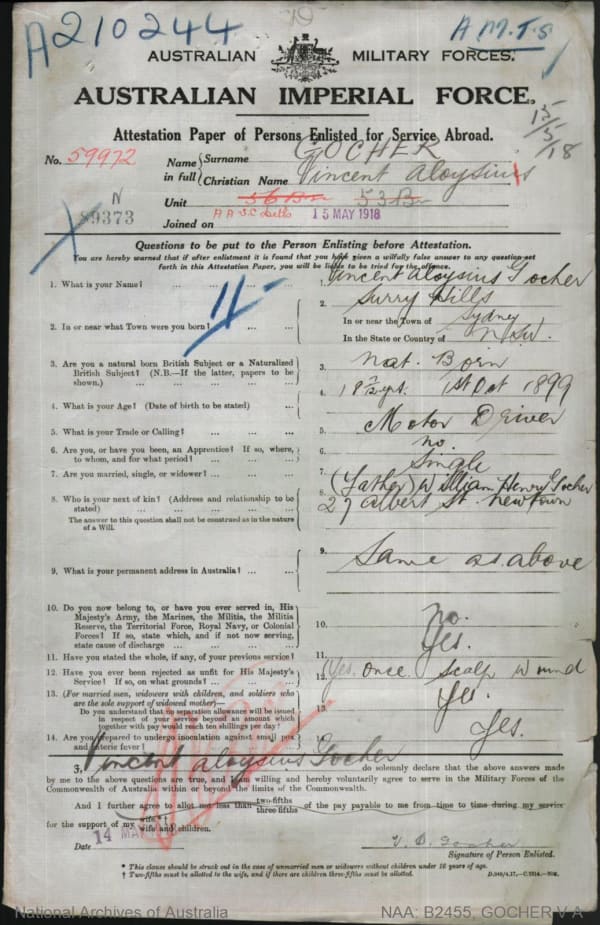 A210244
A M.T.S
AUSTRALIAN MILITARY FORCES.
AUSTRALIAN IMPERIAL FORCE.
15/5/18
Attestation Paper of Persons Enlisted for Service Abroad.
No. 59972
Name in full { Surname GOCHER
Christian Name Vincent Aloysius
N
89373
Unit 53 Bn
A A S.C Dells 15 MAY 1918
Joined on
Questions to be put to the Person Enlisting before Attestation.
You are hereby warned that if after enlistment it is found that you have given a wilfully false answer to any question set
forth in this Attestation Paper, you will be liable to be tried for the offence.
1. What is your Name? ... ... ... ... 1. Vincent Aloysius Gocher
2. In or near what Town were you born? ... ... 2. Surry Hills
In or near the Town of Sydney
In the State or Country of N.S.W.
3. Are you a natural born British Subject or a Naturalized
British Subject? (N.B.—If the latter, papers to be
shown.) ... ... ... ... 3. Nat. Born
4. What is your Age? (Date of birth to be stated) ... 4. 1st Oct 1899
5. What is your Trade or Calling? ... ... ... 5. Motor Driver
6. Are you, or have you been, an Apprentice? If so, where,
to whom, and for what period? ... ... ... 6. no.
7. Are you married, single, or widower? ... ... ... 7. Single
8. Who is your next of kin? (Address and relationship to be
stated) ... ... ... ... 8. (Father) William Henry Gocher
27 Albert St. Newtown
The answer to this question shall not be construed as in the nature
of a Will.
9. What is your permanent address in Australia? ... ... 9. Same as above
10. Do you now belong to, or have you ever served in, His
Majesty's Army, the Marines, the Militia, the Militia
Reserve, the Territorial Force, Royal Navy, or Colonial
Forces? If so, state which, and if not now serving,
state cause of discharge ... ... ... 10. no.
11. Have you stated the whole, if any, of your previous service? 11. Yes.
12. Have you ever been rejected as unfit for His Majesty's
Service? If so, on what grounds? ... ... 12. (Yes. once Scalp wound
13. (For married men, widowers with children, and soldiers who
are the sole support of widowed mother)—
Do you understand that no separation allowance will be issued
in respect of your service beyond an amount which
together with pay would reach ten shillings per day? 13. Yes.
14. Are you prepared to undergo inoculation against small pox
and enteric fever? 14. Yes.
I, Vincent Aloysius Gocher do solemnly declare that the above answers made
by me to the above questions are true, and I am willing and hereby voluntarily agree to serve in the Military Forces of the
Commonwealth of Australia within or beyond the limits of the Commonwealth.
And I further agree to allot not less than two-fifths three-fifths of the pay payable to me from time to time during my service
for the support of my wife.† wife and children.
Date 14 MAY
V. A. Gocher
Signature of Person Enlisted.
* This clause should be struck out in the case of unmarried men or widowers without children under 16 years of age.
† Two-fifths must be allotted to the wife, and if there are children three-fifths must be allotted.
National Archives of Australia
NAA: B2455, GOCHER V A